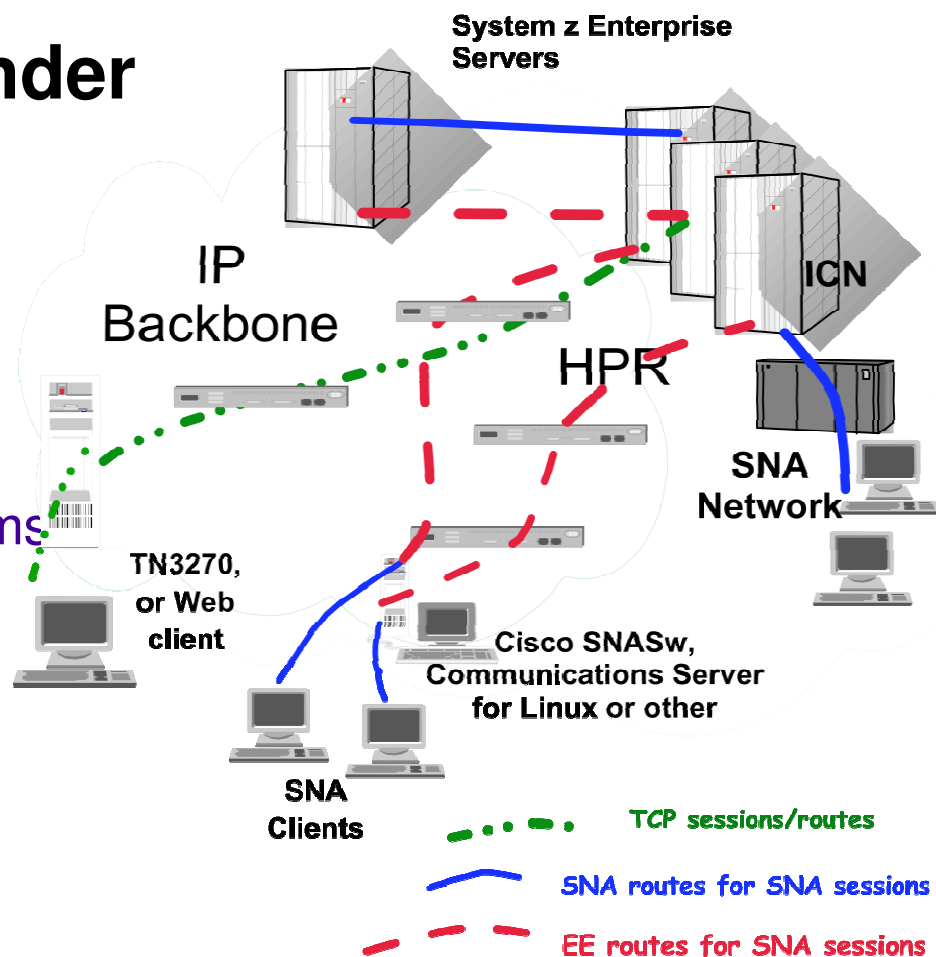 System z Enterprise
Servers
nder
IP
Backbone
ICN
HPR
SNA
Network
ms
TN3270,
or Web
client
Cisco SNASw,
Communications Server
for Linux or other
SNA
Clients
TCP sessions/routes
SNA routes for SNA sessions
EE routes for SNA sessions